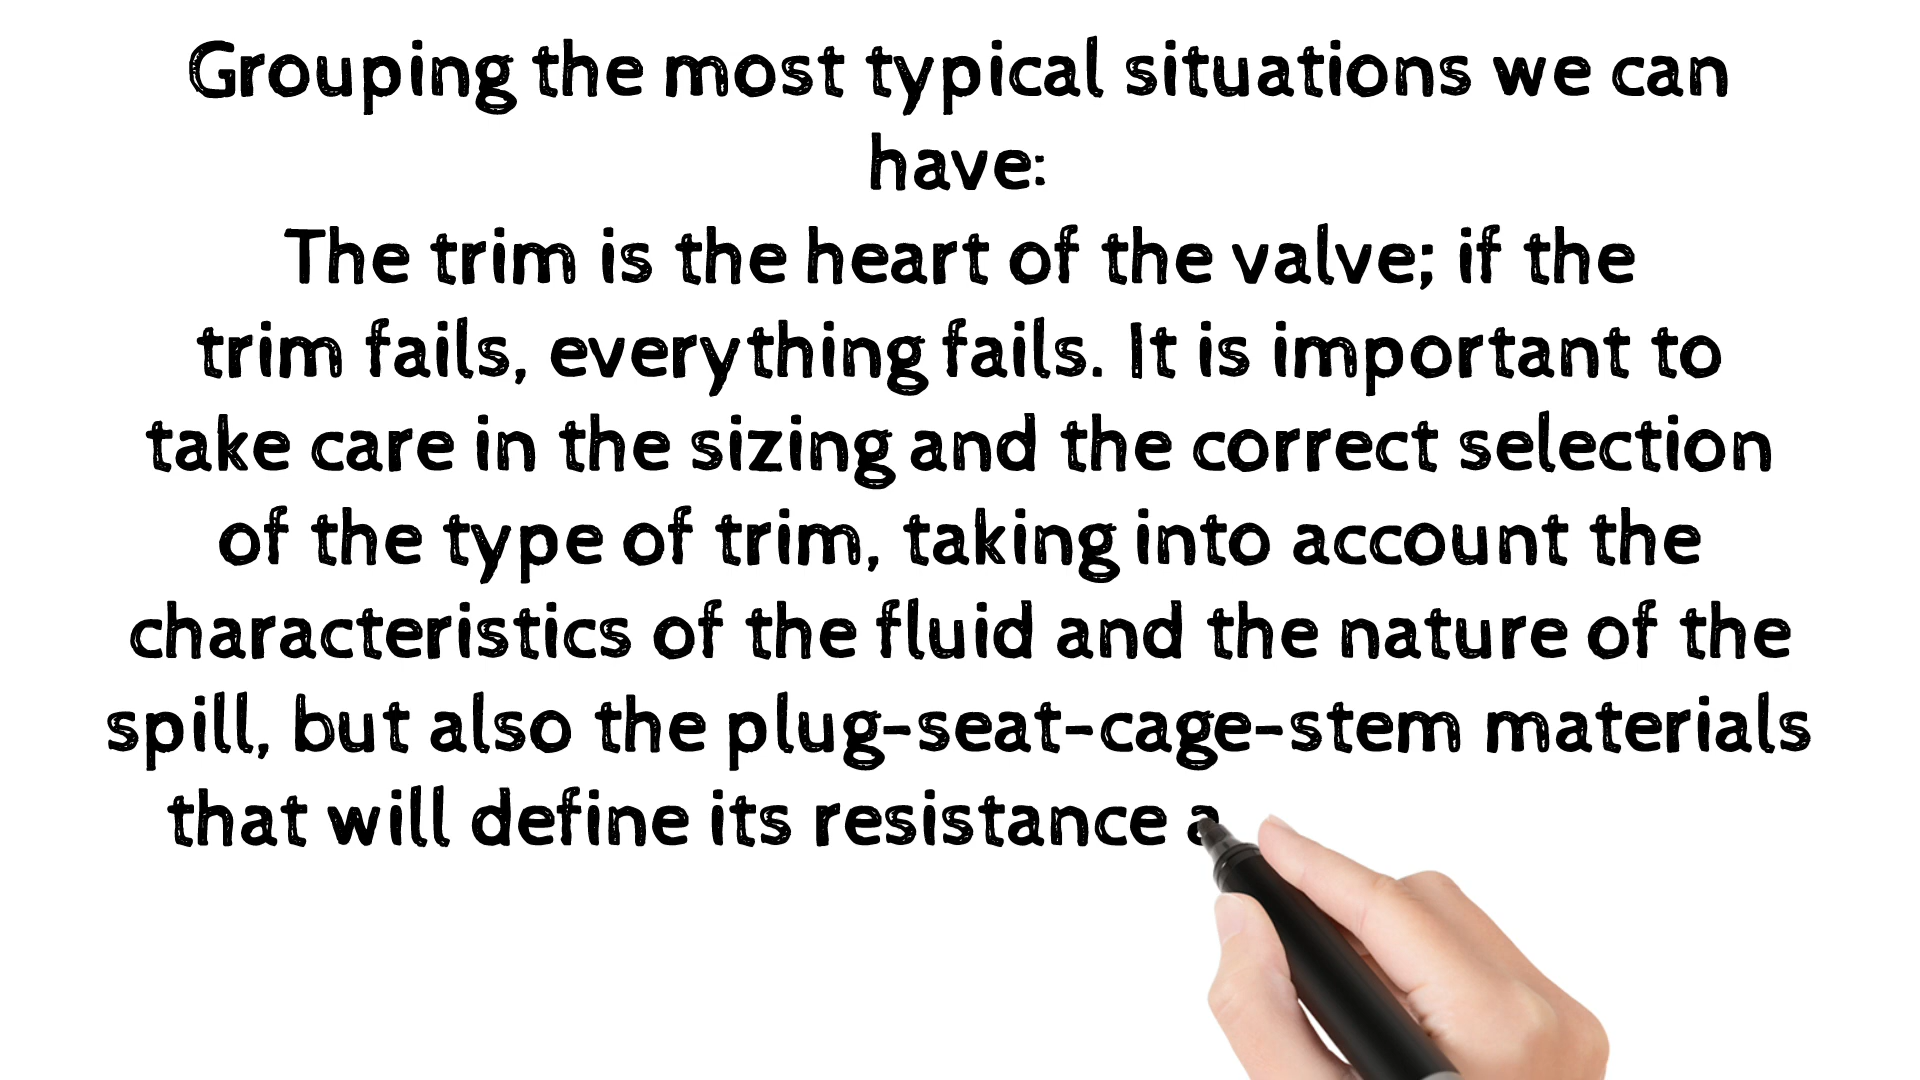 Grouping the most typical situations we can
have:
The trim is the heart of the valve; if the
trim fails, everything fails. It is important to
take care in the sizing and the correct selection
of the type of trim, taking into account the
characteristics of the fluid and the nature of the
spill, but also the plug-seat-cage-stem materials
that will define its resistance a